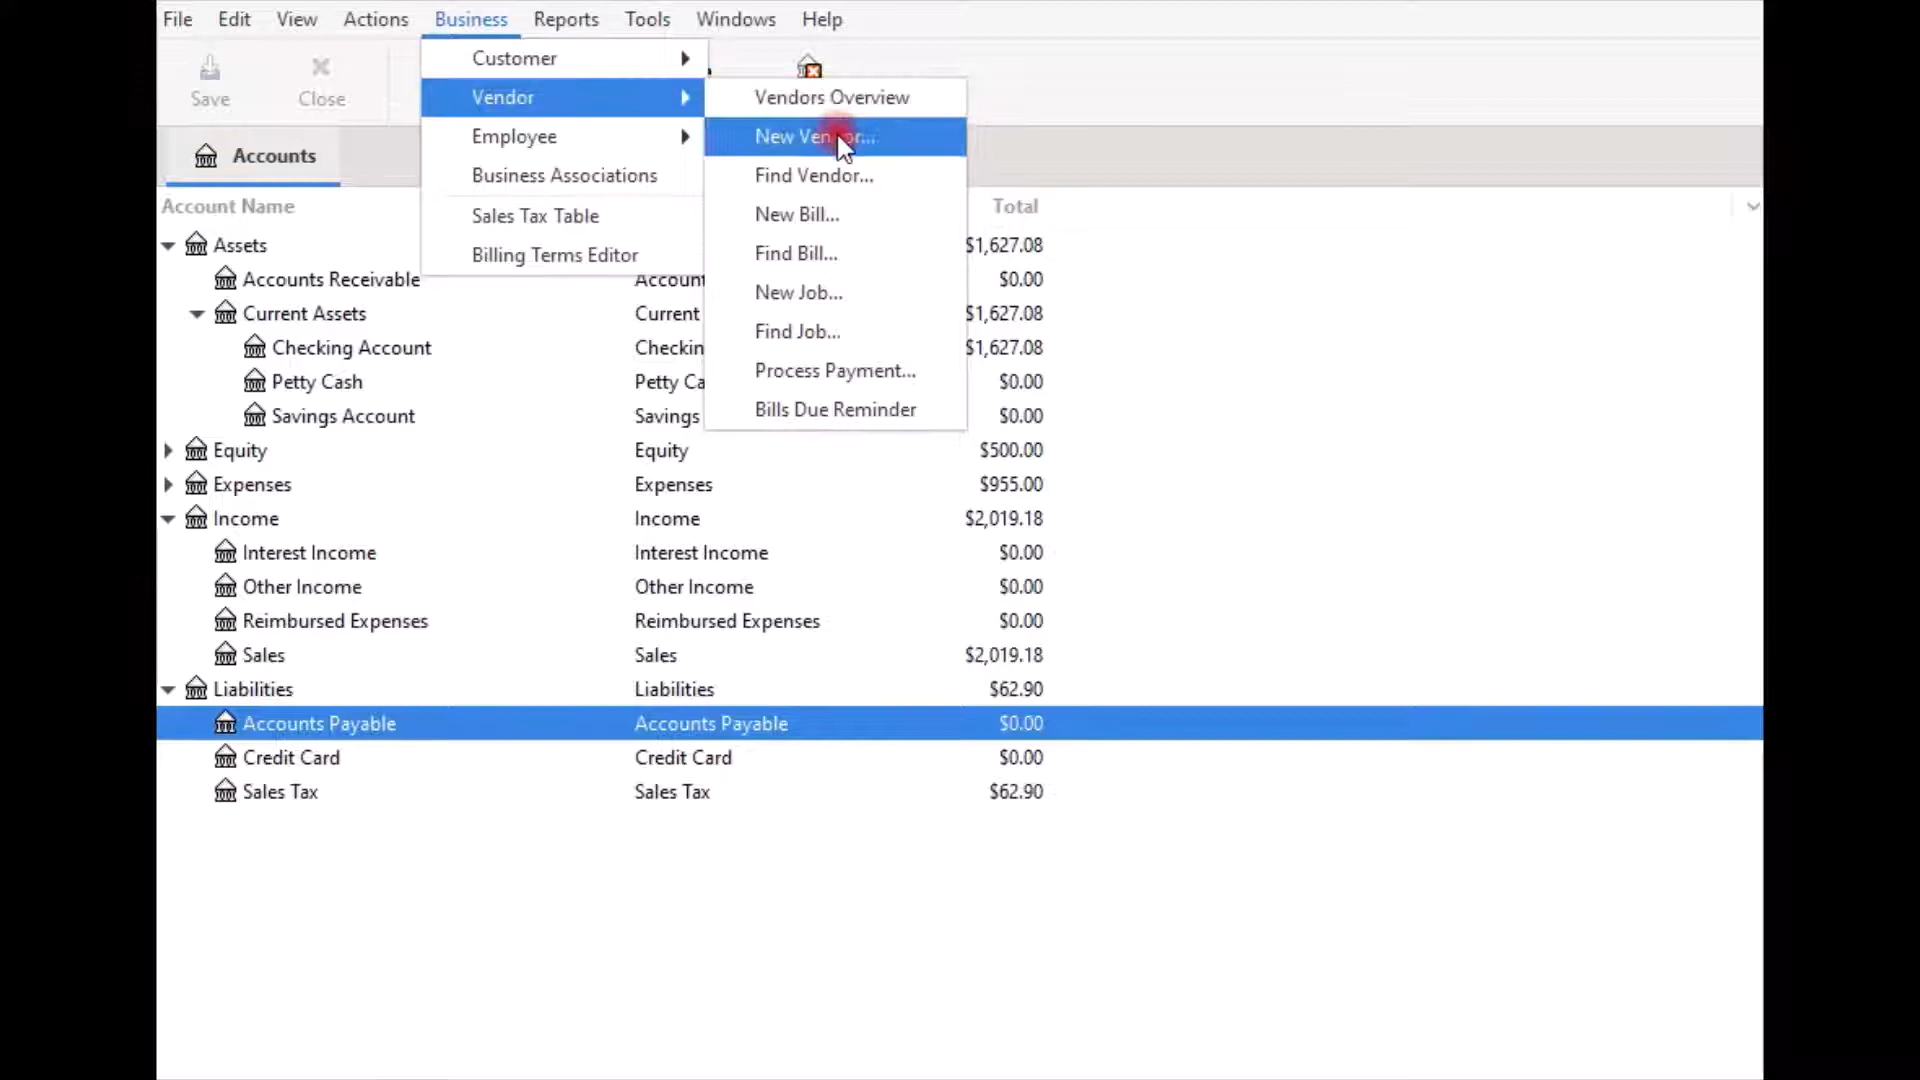 File Edit View Actions Business Reports Tools Windows Help
Save Close
Customer
Vendor
Employee
Business Associations
Sales Tax Table
Billing Terms Editor
Vendors Overview
New Vendor...
Find Vendor...
New Bill...
Find Bill...
New Job...
Find Job...
Process Payment...
Bills Due Reminder
Accounts
Account Name Total
Assets $1,627.08
Accounts Receivable $0.00
Current Assets Current $1,627.08
Checking Account $1,627.08
Petty Cash Petty $0.00
Savings Account Savings $0.00
Equity Equity $500.00
Expenses Expenses $955.00
Income Income $2,019.18
Interest Income Interest Income $0.00
Other Income Other Income $0.00
Reimbursed Expenses Reimbursed Expenses $0.00
Sales Sales $2,019.18
Liabilities Liabilities $62.90
Accounts Payable Accounts Payable $0.00
Credit Card Credit Card $0.00
Sales Tax Sales Tax $62.90